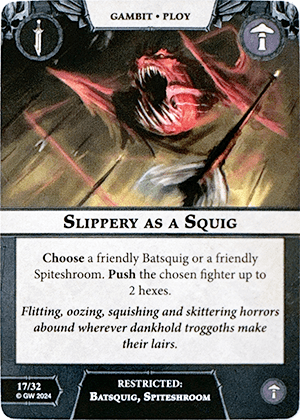 GAMBIT • PLOY
SLIPPERY AS A SQUIG
Choose a friendly Batsquig or a friendly
Spiteshroom. Push the chosen fighter up to
2 hexes.
Flitting, oozing, squishing and skittering horrors
abound wherever dankhold troggoths make
their lairs.
17/32
© GW 2024
RESTRICTED:
BATSQUIG, SPITESHROOM